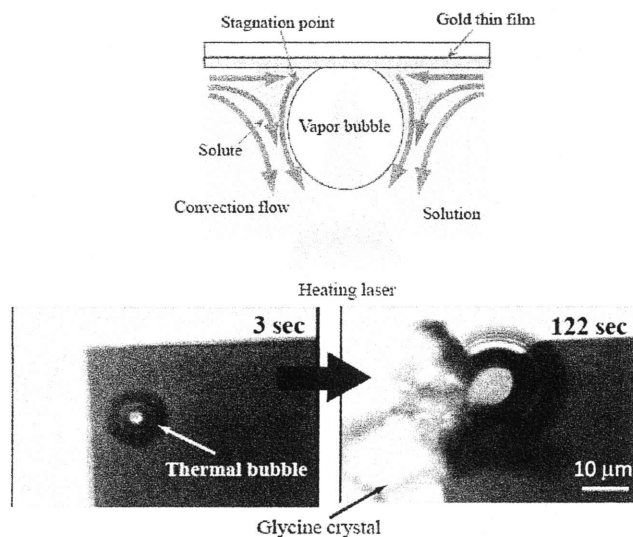 Stagnation point
Gold thin film
Vapor bubble
Solute
Convection flow
Solution
Heating laser
3 sec
122 sec
Thermal bubble
10 µm
Glycine crystal